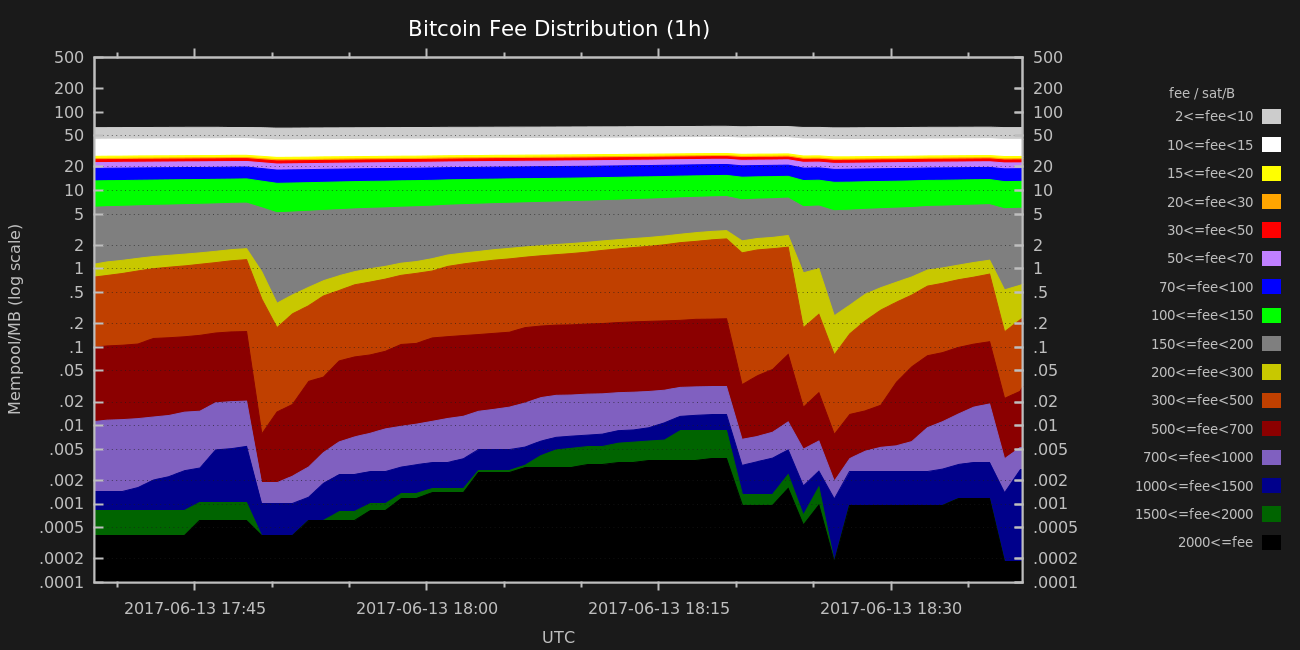 Bitcoin Fee Distribution (1h)
500
200
100
50
20
10
5
2
1
.5
.2
.1
.05
.02
.01
.005
.002
.001
.0005
.0002
.0001
Mempool/MB (log scale)
500
200
100
50
20
10
5
2
1
.5
.2
.1
.05
.02
.01
.005
.002
.001
.0005
.0002
.0001
fee / sat/B
2<=fee<10
10<=fee<15
15<=fee<20
20<=fee<30
30<=fee<50
50<=fee<70
70<=fee<100
100<=fee<150
150<=fee<200
200<=fee<300
300<=fee<500
500<=fee<700
700<=fee<1000
1000<=fee<1500
1500<=fee<2000
2000<=fee
2017-06-13 17:45
2017-06-13 18:00
2017-06-13 18:15
2017-06-13 18:30
UTC